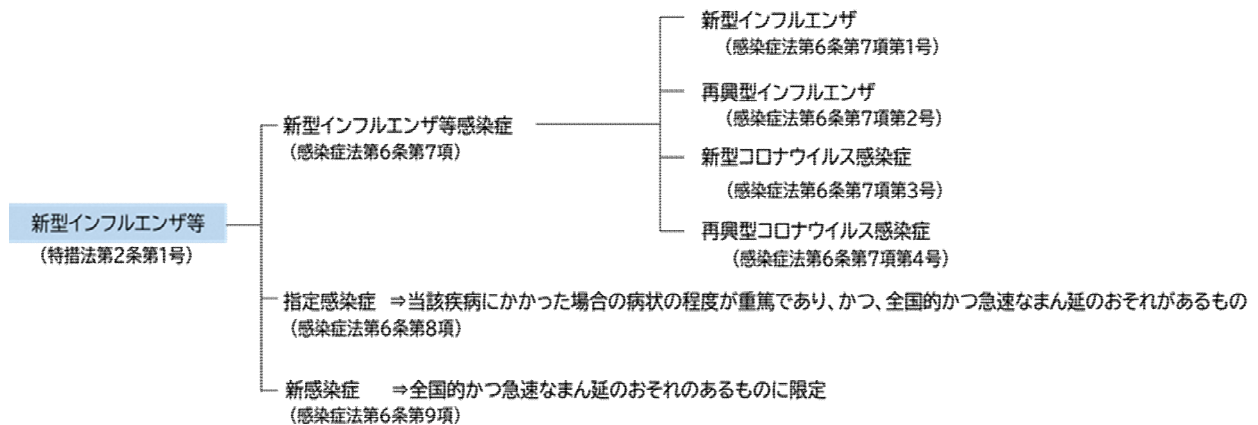 新型インフルエンザ
(感染症法第6条第7項第1号)
再興型インフルエンザ
(感染症法第6条第7項第2号)
新型インフルエンザ等感染症
(感染症法第6条第7項)
新型コロナウイルス感染症
(感染症法第6条第7項第3号)
新型インフルエンザ等
(特措法第2条第1号)
再興型コロナウイルス感染症
(感染症法第6条第7項第4号)
指定感染症 ⇒当該疾病にかかった場合の病状の程度が重篤であり、かつ、全国的かつ急速なまん延のおそれがあるもの
(感染症法第6条第8項)
新感染症 ⇒全国的かつ急速なまん延のおそれのあるものに限定
(感染症法第6条第9項)